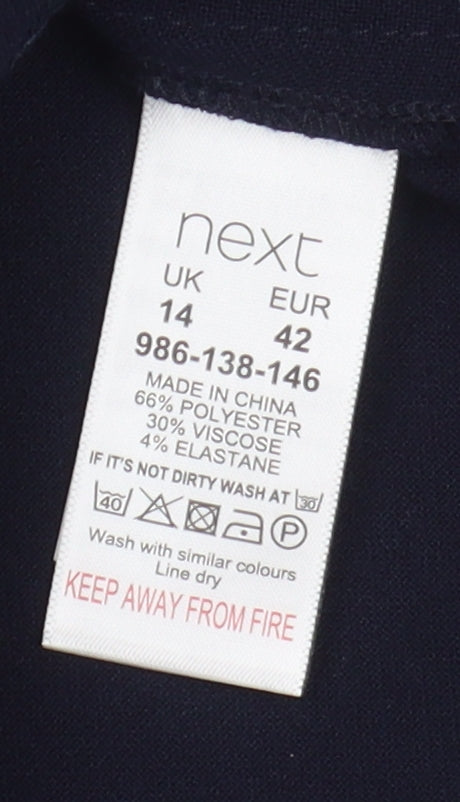 next
UK EUR
14 42
986-138-146
MADE IN CHINA
66% POLYESTER
30% VISCOSE
4% ELASTANE
IF IT'S NOT DIRTY WASH AT 30
40 P
Wash with similar colours
Line dry
KEEP AWAY FROM FIRE